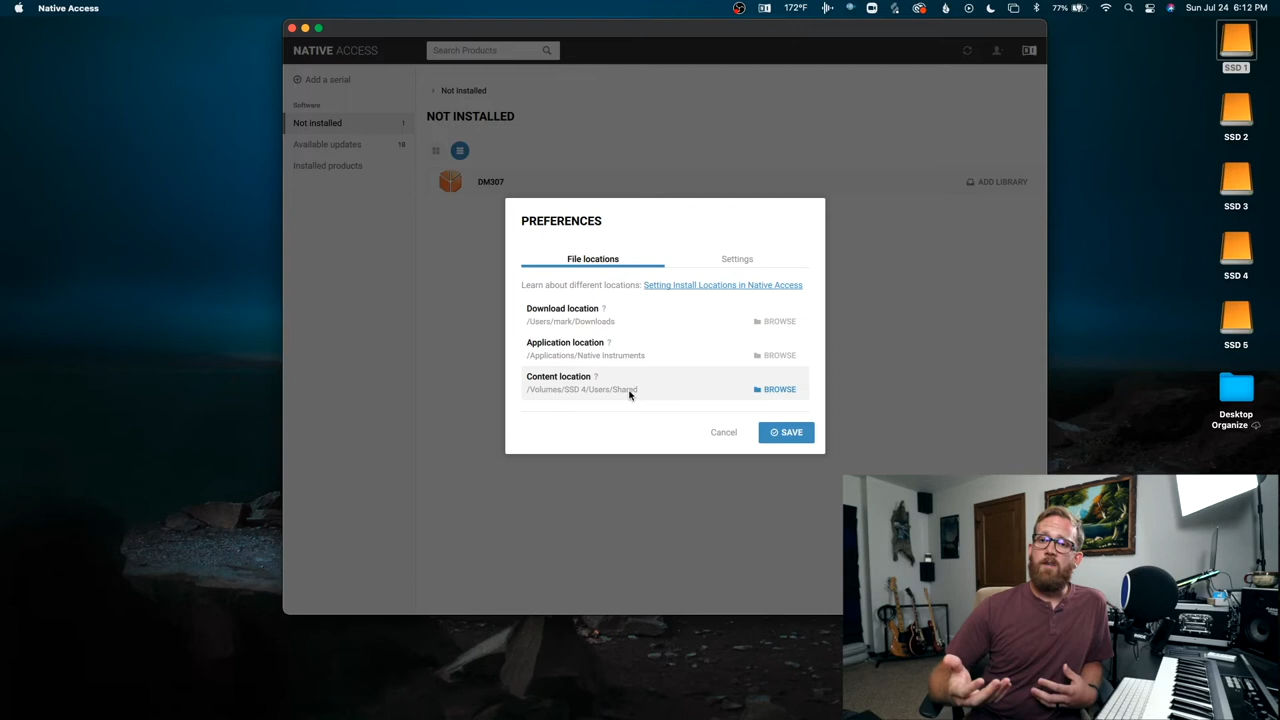 Native Access
172°F
71%
Sun Jul 24 6:12 PM
NATIVE ACCESS
Search Products
Add a serial
Software
Not installed 1
Available updates 18
Installed products
Not Installed
NOT INSTALLED
DM307
ADD LIBRARY
PREFERENCES
File locations
Settings
Learn about different locations: Setting Install Locations in Native Access
Download location ?
/Users/mark/Downloads
BROWSE
Application location ?
/Applications/Native Instruments
BROWSE
Content location ?
/Volumes/SSD 4/Users/Shared
BROWSE
Cancel
SAVE
SSD 1
SSD 2
SSD 3
SSD 4
SSD 5
Desktop
Organize